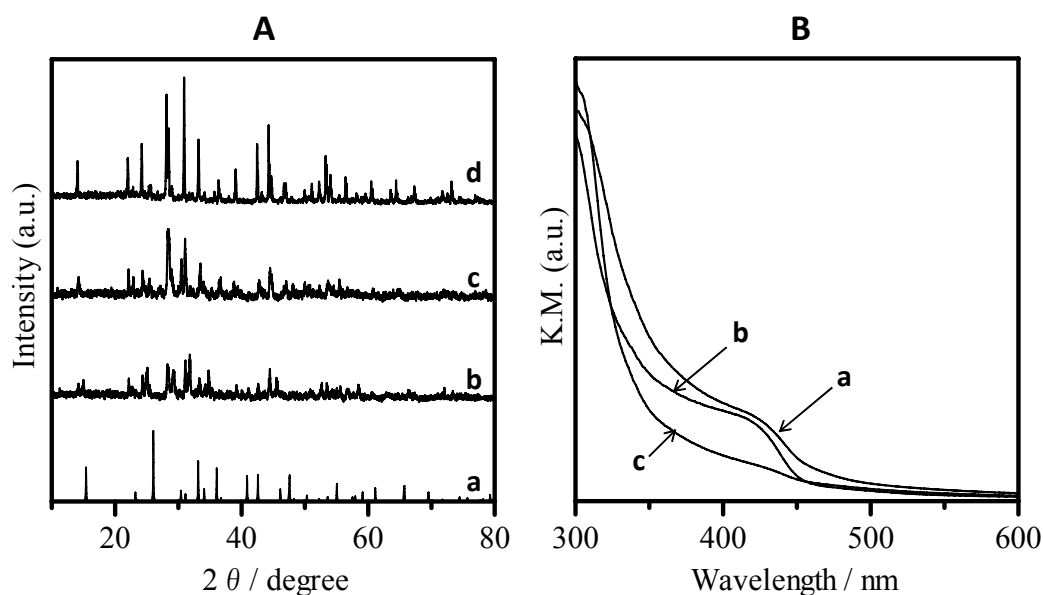 A
B
Intensity (a.u.)
d
c
b
a
20
40
60
80
2 θ / degree
K.M. (a.u.)
b
a
c
300
400
500
600
Wavelength / nm